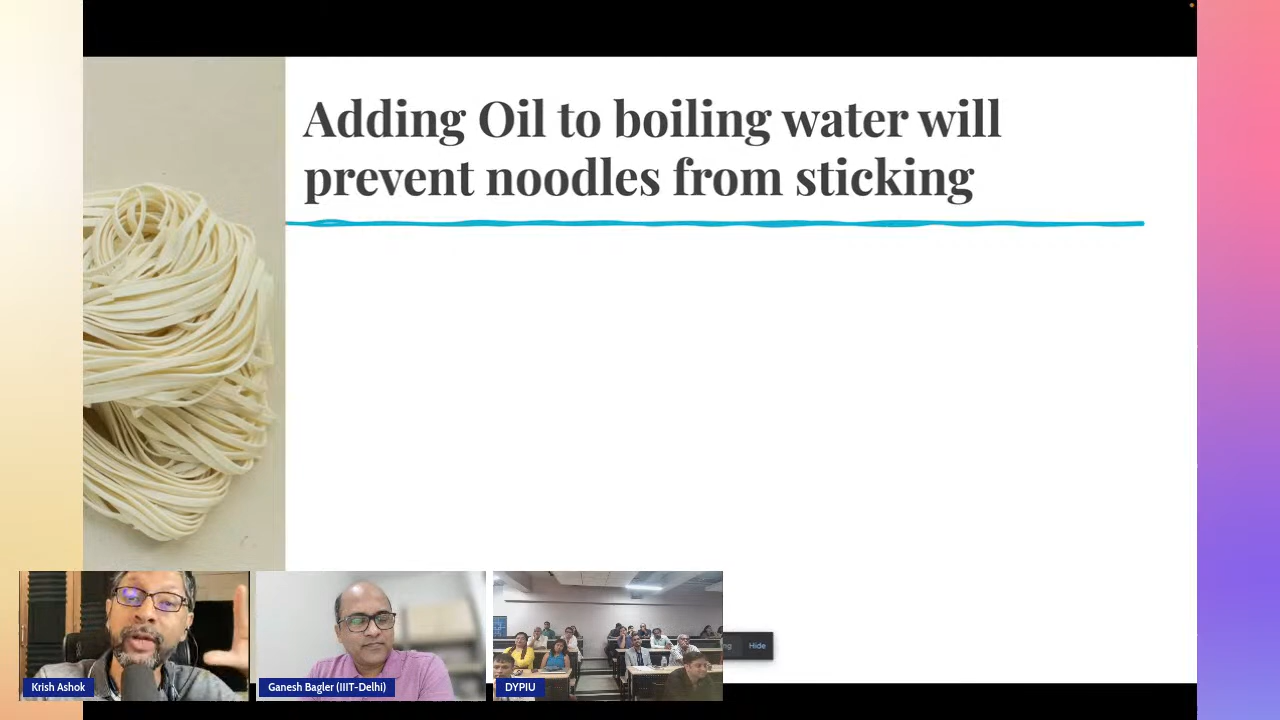 Adding Oil to boiling water will
prevent noodles from sticking
Hide
Krish Ashok
Ganesh Bagler (IIIT-Delhi)
DYPIU